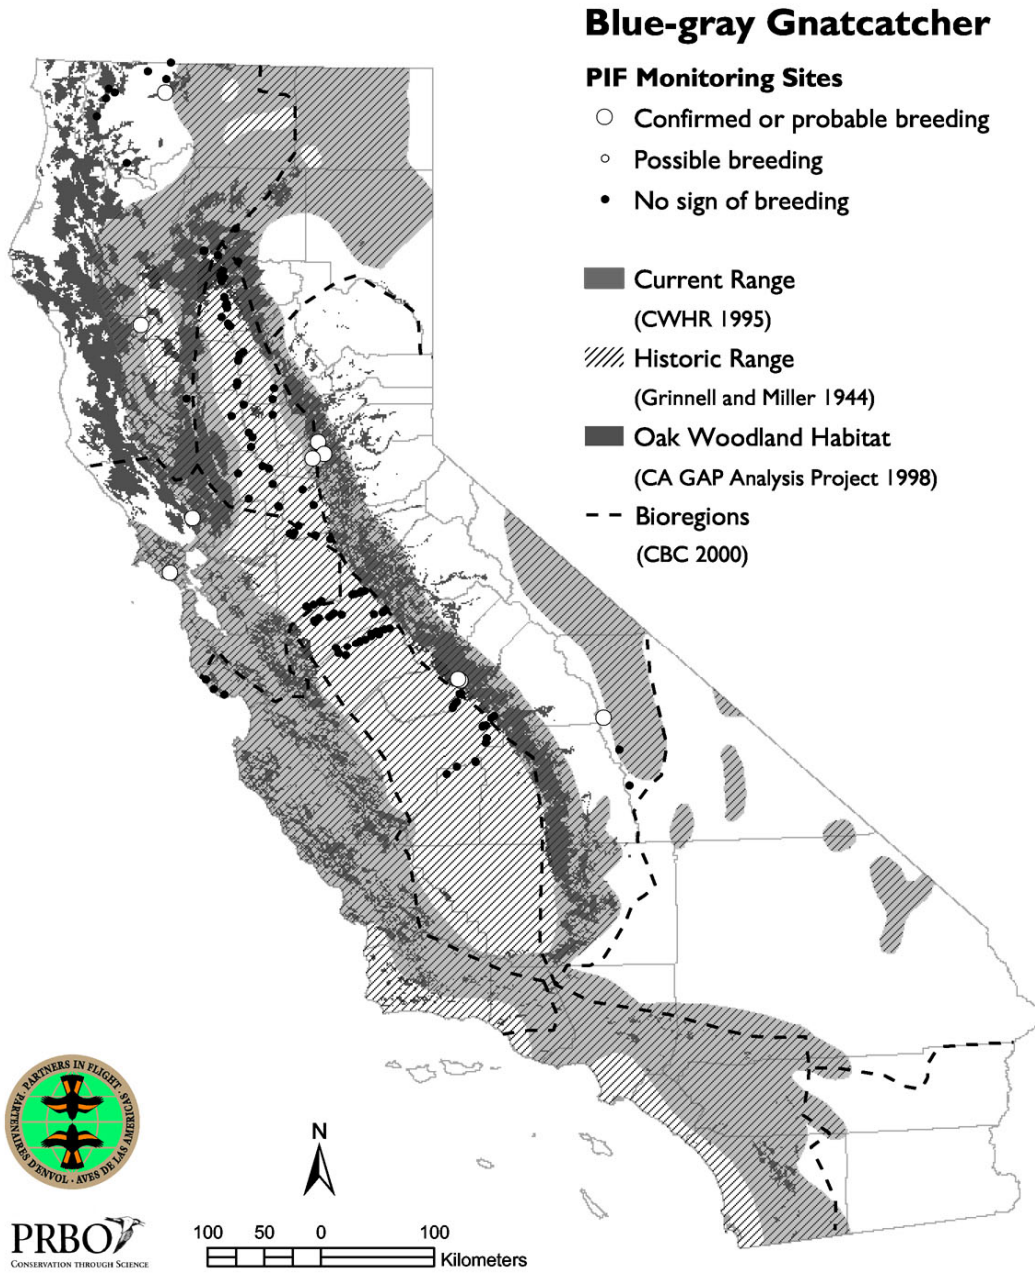 Blue-gray Gnatcatcher
PIF Monitoring Sites
Confirmed or probable breeding
Possible breeding
No sign of breeding
Current Range
(CWHR 1995)
Historic Range
(Grinnell and Miller 1944)
Oak Woodland Habitat
(CA GAP Analysis Project 1998)
Bioregions
(CBC 2000)
PARTNERS IN FLIGHT · AVES DE LAS AMERICAS · PARTENAIRES D'ENVOL ·
N
PRBO
CONSERVATION THROUGH SCIENCE
100 50 0 100
Kilometers